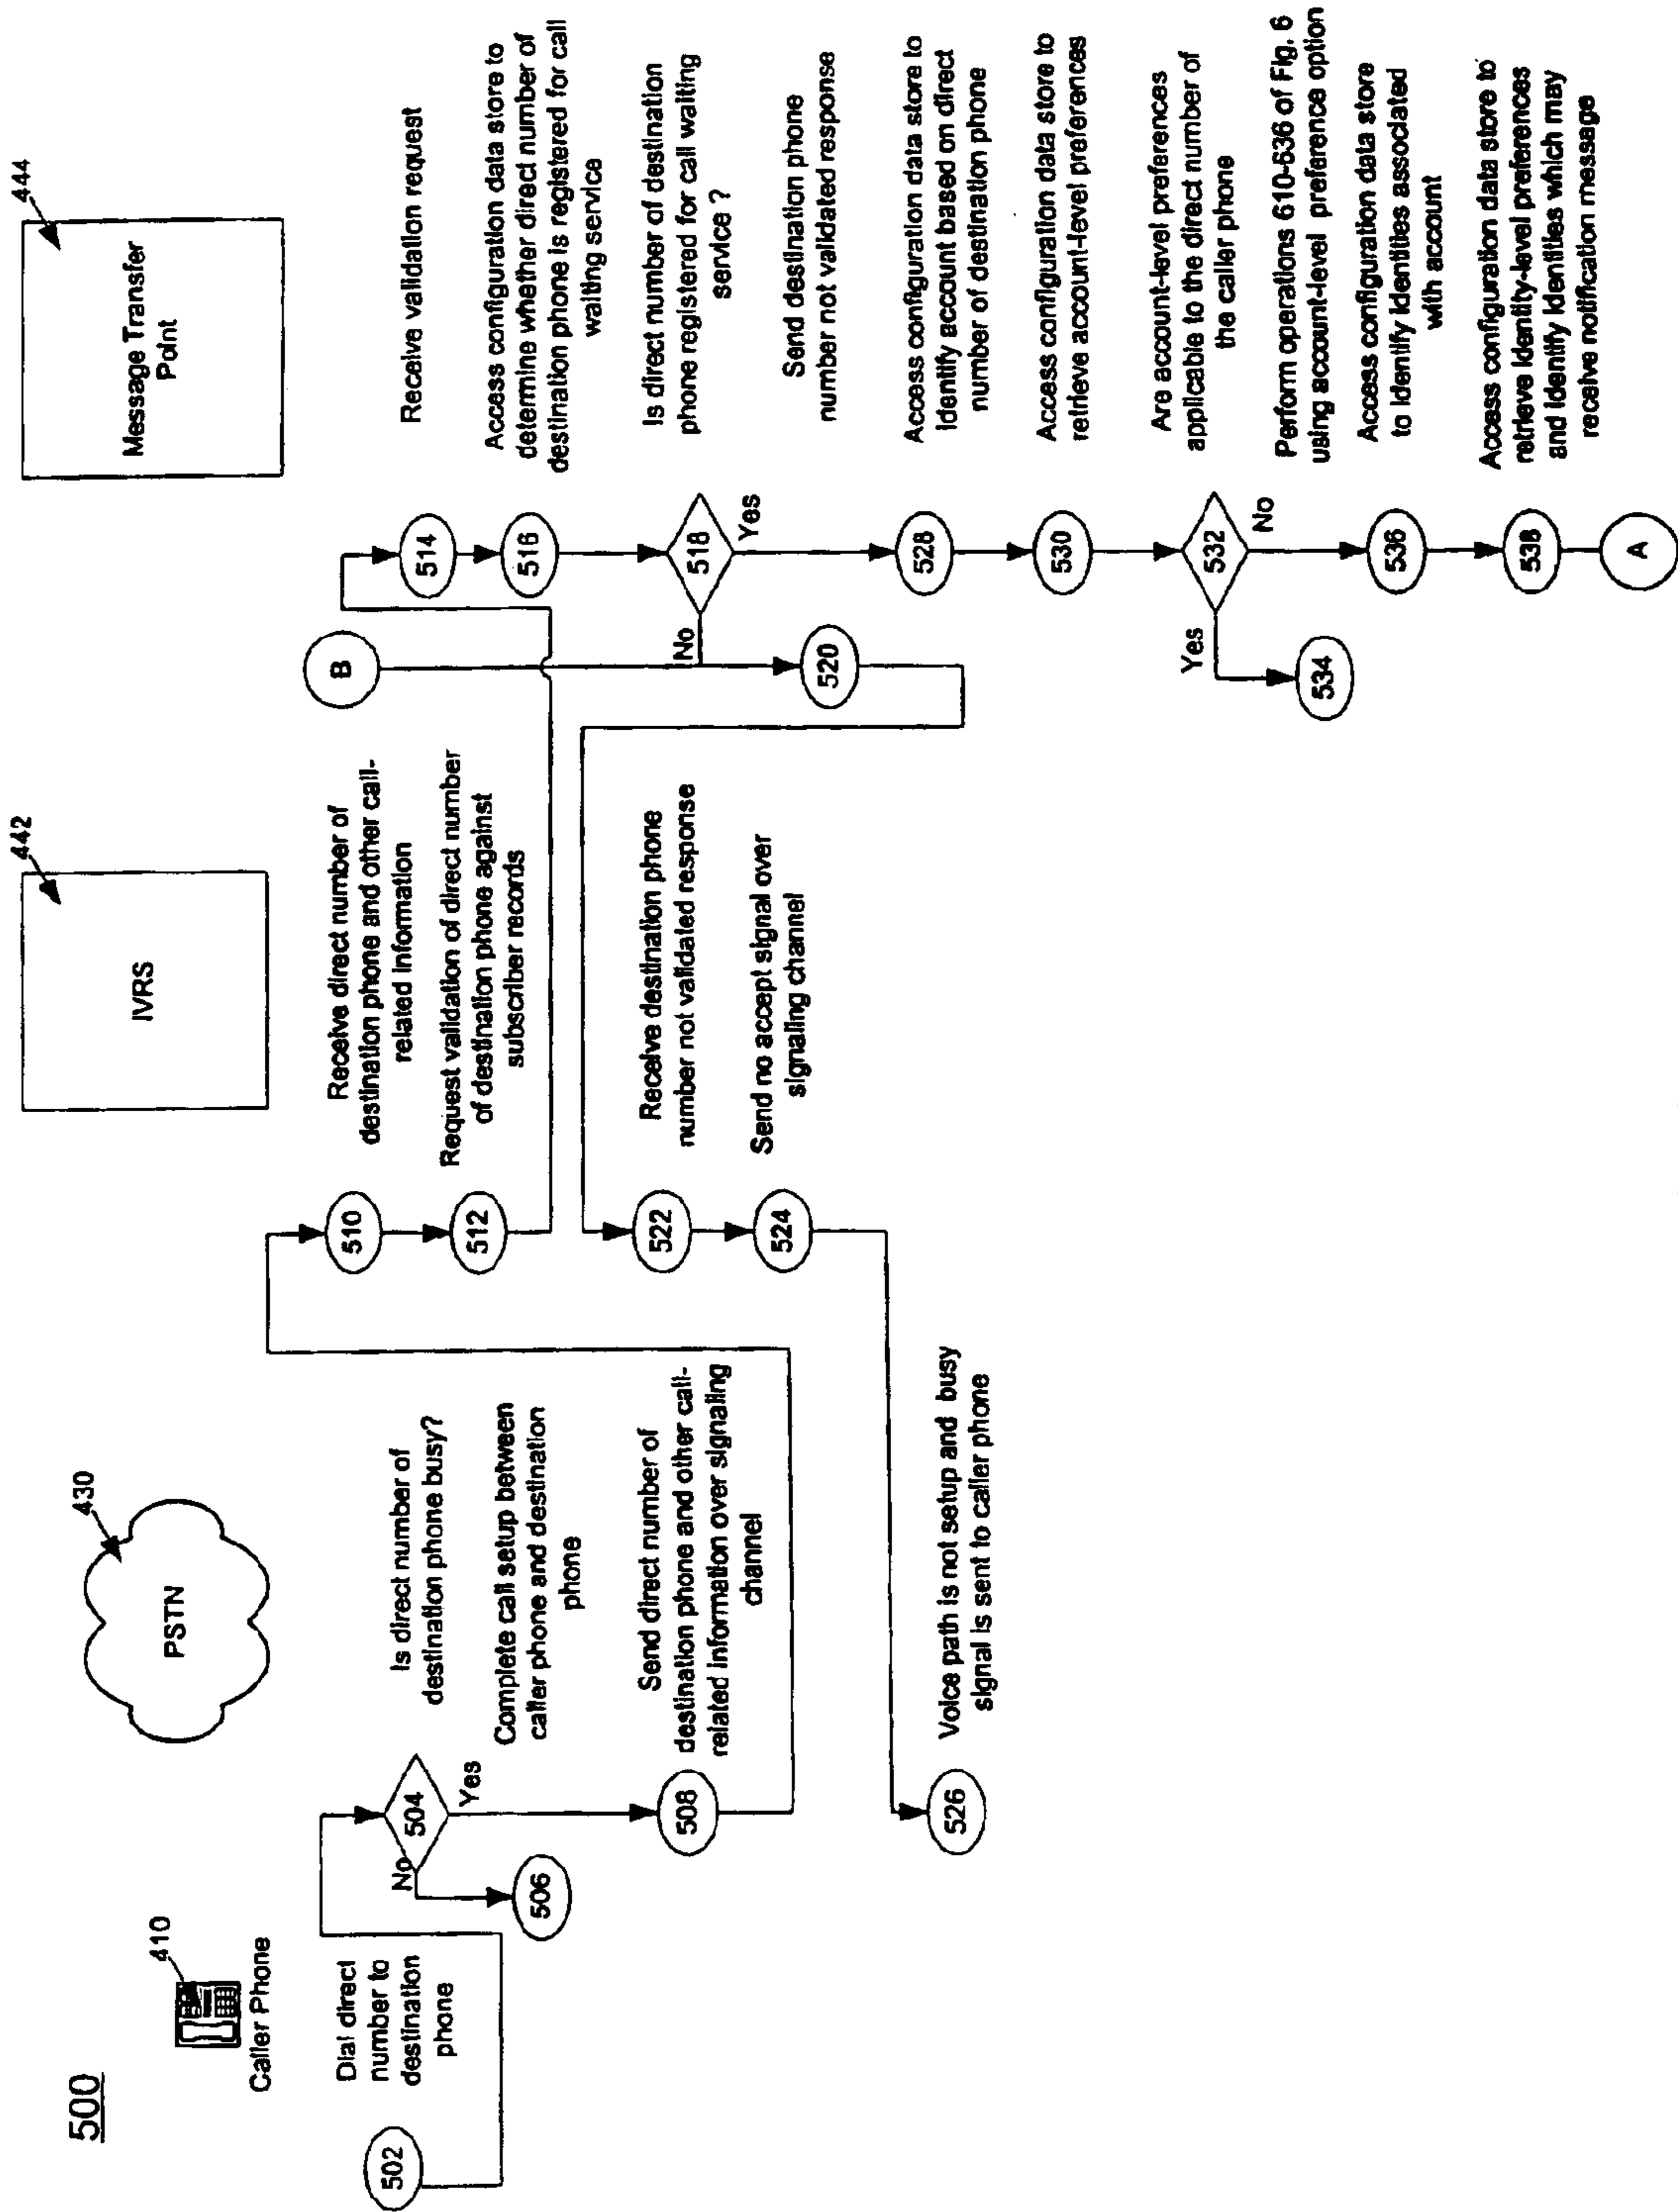 500
410
Caller Phone
430
PSTN
442
IVRS
444
Message Transfer
Point
502
Dial direct
number to
destination
phone
504
No
Yes
Is direct number of
destination phone busy?
506
Complete call setup between
caller phone and destination
phone
508
Send direct number of
destination phone and other call-
related information over signaling
channel
510
Receive direct number of
destination phone and other call-
related information
512
Request validation of direct number
of destination phone against
subscriber records
B
514
Receive validation request
516
Access configuration data store to
determine whether direct number of
destination phone is registered for call
waiting service
518
No
Yes
Is direct number of destination
phone registered for call waiting
service ?
520
Send destination phone
number not validated response
522
Receive destination phone
number not validated response
524
Send no accept signal over
signaling channel
526
Voice path is not setup and busy
signal is sent to caller phone
528
Access configuration data store to
identify account based on direct
number of destination phone
530
Access configuration data store to
retrieve account-level preferences
532
Yes
No
Are account-level preferences
applicable to the direct number of
the caller phone
534
Perform operations 610-636 of Fig. 6
using account-level preference option
536
Access configuration data store
to identify identities associated
with account
538
Access configuration data store to
retrieve identity-level preferences
and identify identities which may
receive notification message
A